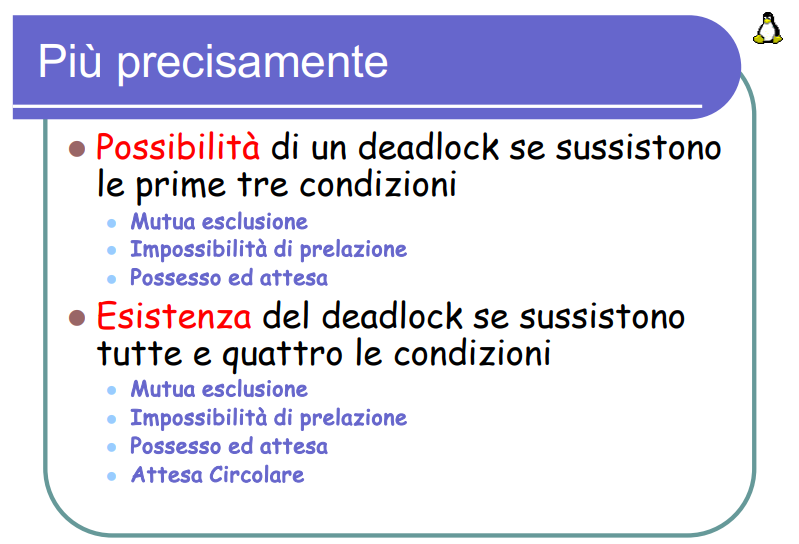 Più precisamente
Possibilità di un deadlock se sussistono
le prime tre condizioni
Mutua esclusione
Impossibilità di prelazione
Possesso ed attesa
Esistenza del deadlock se sussistono
tutte e quattro le condizioni
Mutua esclusione
Impossibilità di prelazione
Possesso ed attesa
Attesa Circolare